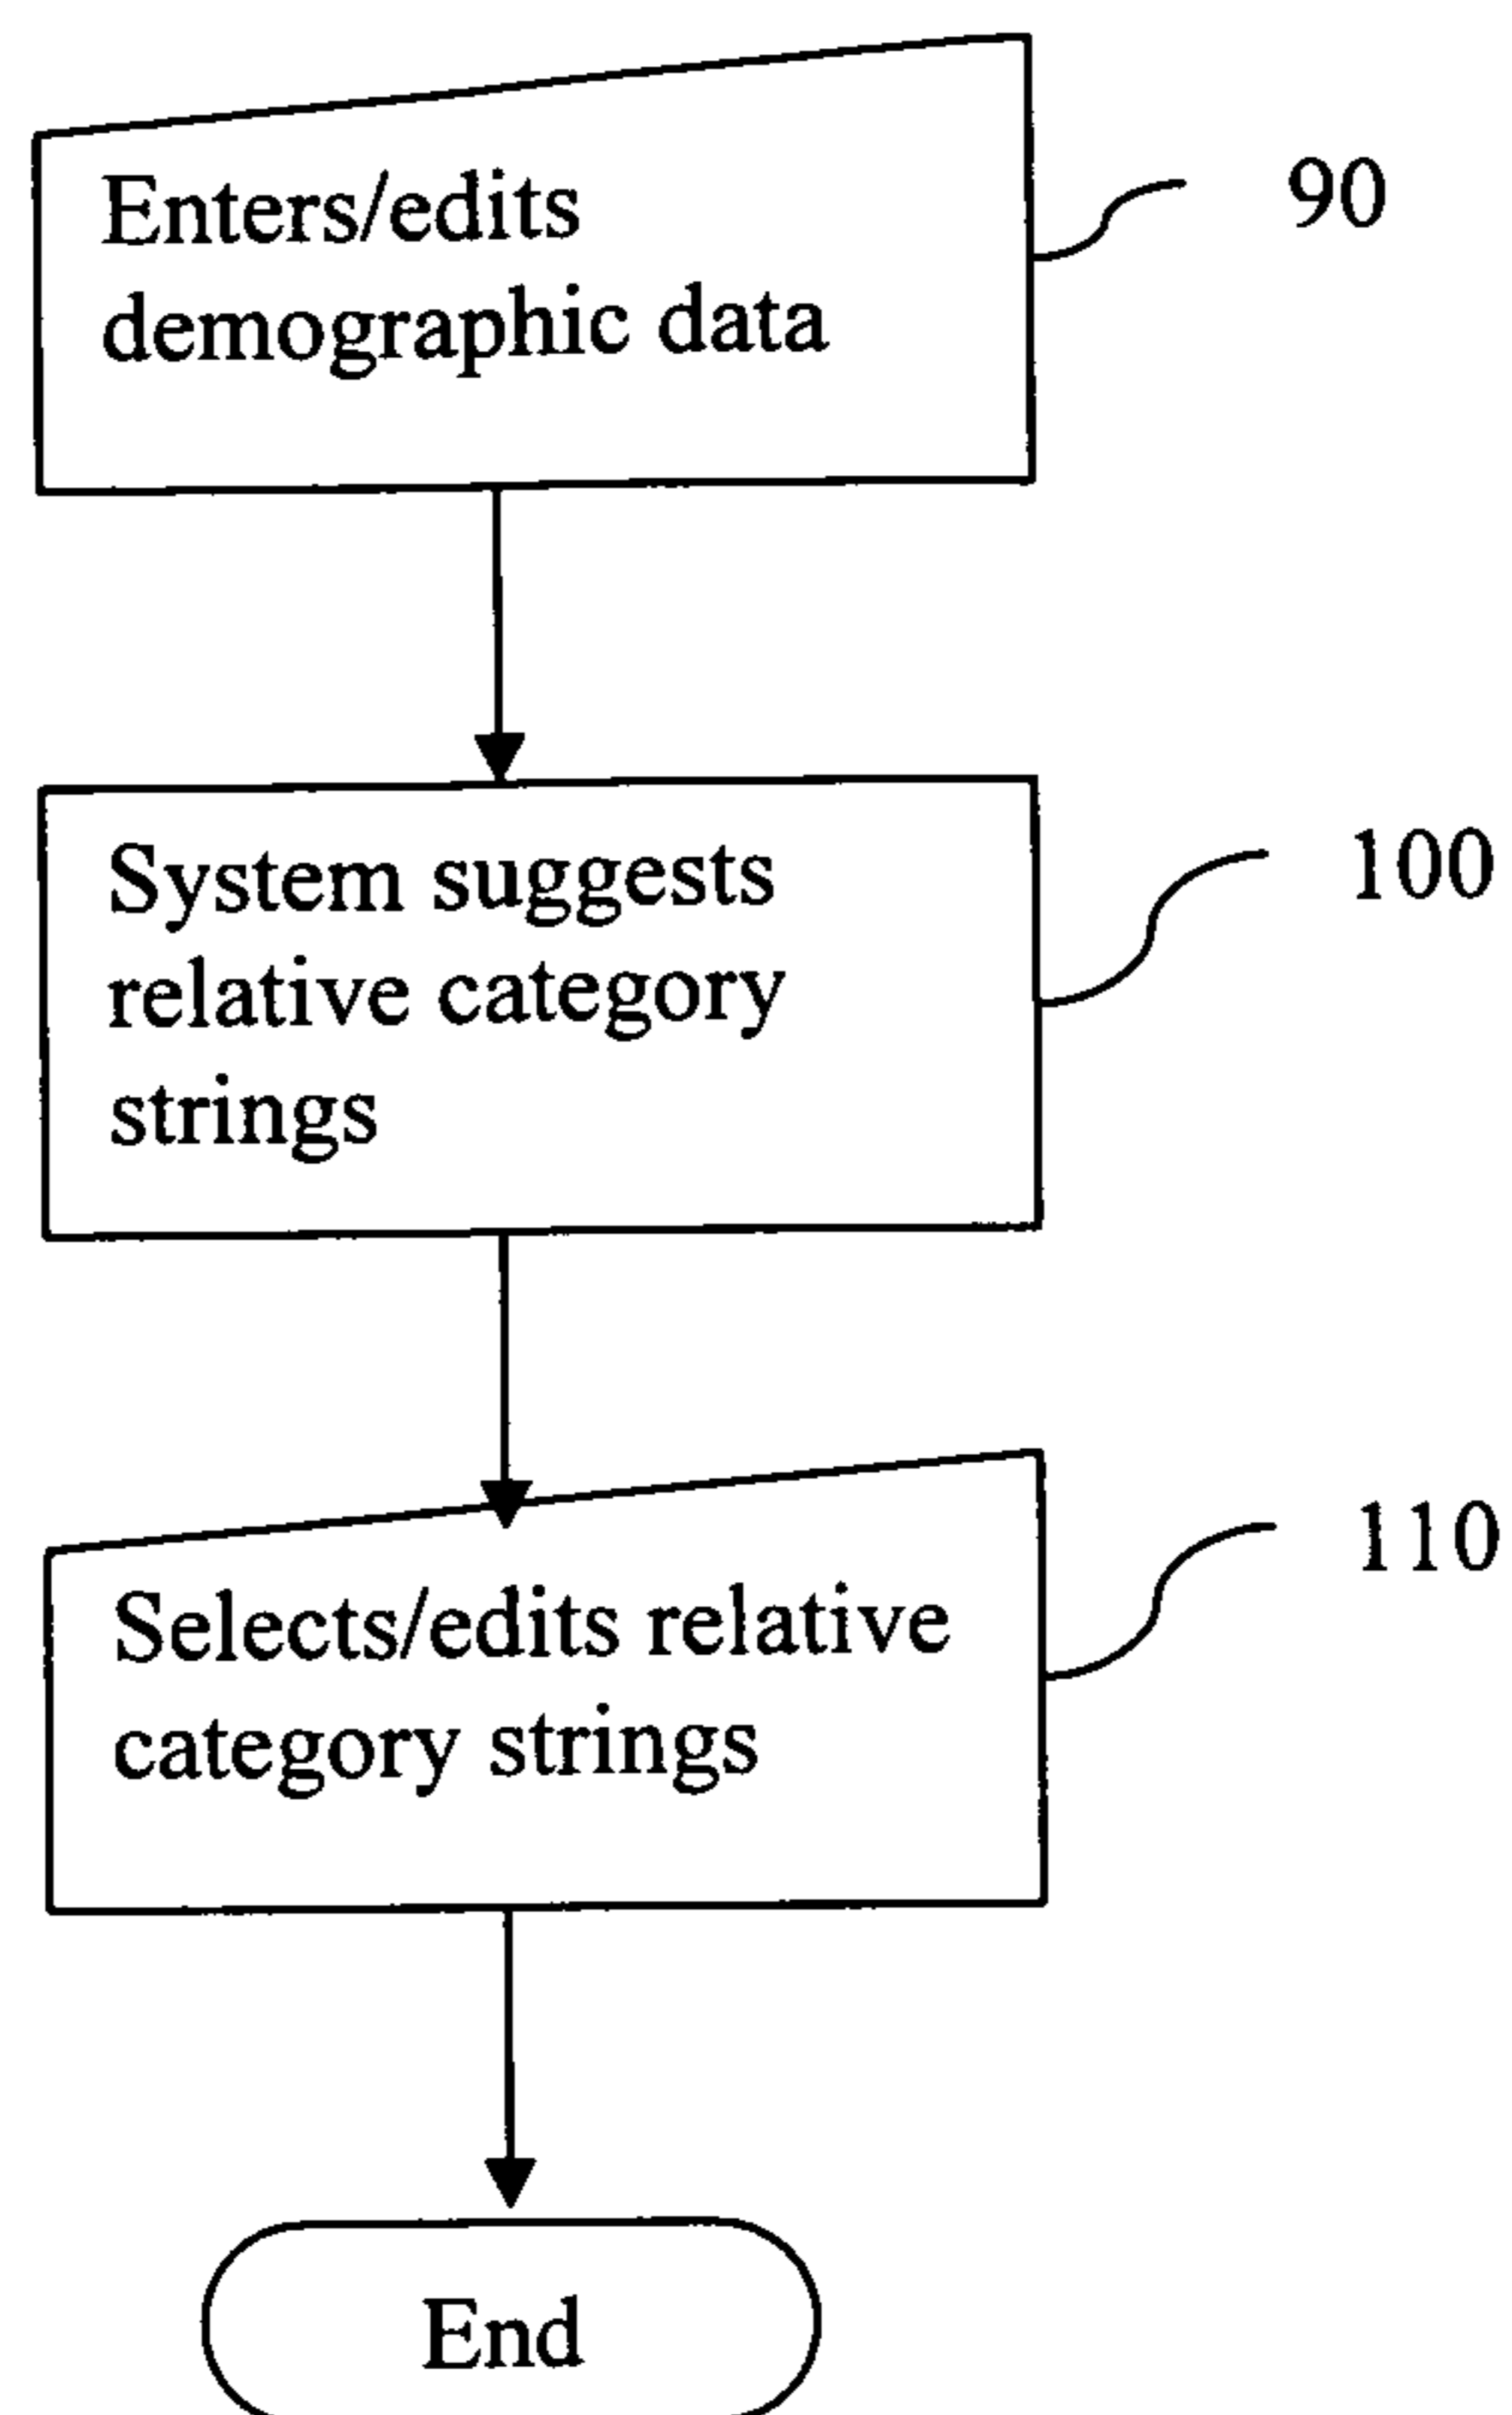 Enters/edits
demographic data
90
System suggests
relative category
strings
100
Selects/edits relative
category strings
110
End